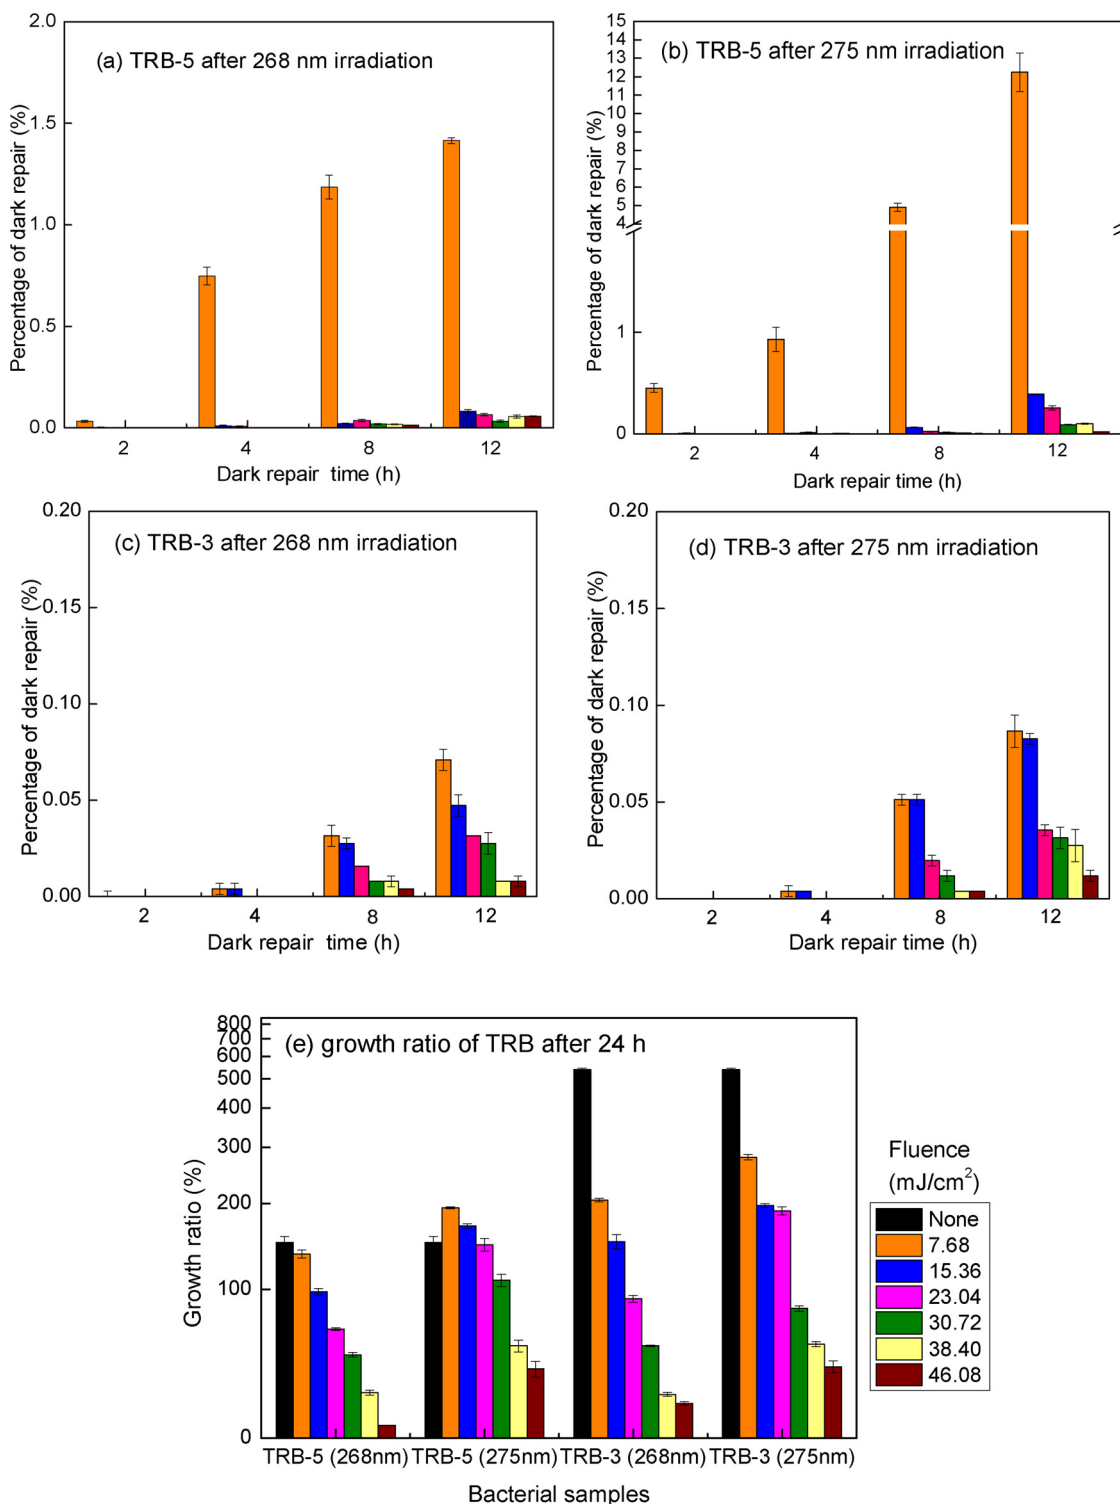 (a) TRB-5 after 268 nm irradiation
Percentage of dark repair (%)
2.0
1.5
1.0
0.5
0.0
2 4 8 12
Dark repair time (h)
(b) TRB-5 after 275 nm irradiation
Percentage of dark repair (%)
15
14
13
12
11
10
9
8
7
6
5
4
1
0
2 4 8 12
Dark repair time (h)
(c) TRB-3 after 268 nm irradiation
Percentage of dark repair (%)
0.20
0.15
0.10
0.05
0.00
2 4 8 12
Dark repair time (h)
(d) TRB-3 after 275 nm irradiation
Percentage of dark repair (%)
0.20
0.15
0.10
0.05
0.00
2 4 8 12
Dark repair time (h)
(e) growth ratio of TRB after 24 h
Growth ratio (%)
800
700
600
500
400
300
200
100
0
TRB-5 (268nm) TRB-5 (275nm) TRB-3 (268nm) TRB-3 (275nm)
Bacterial samples
Fluence
(mJ/cm²)
None
7.68
15.36
23.04
30.72
38.40
46.08